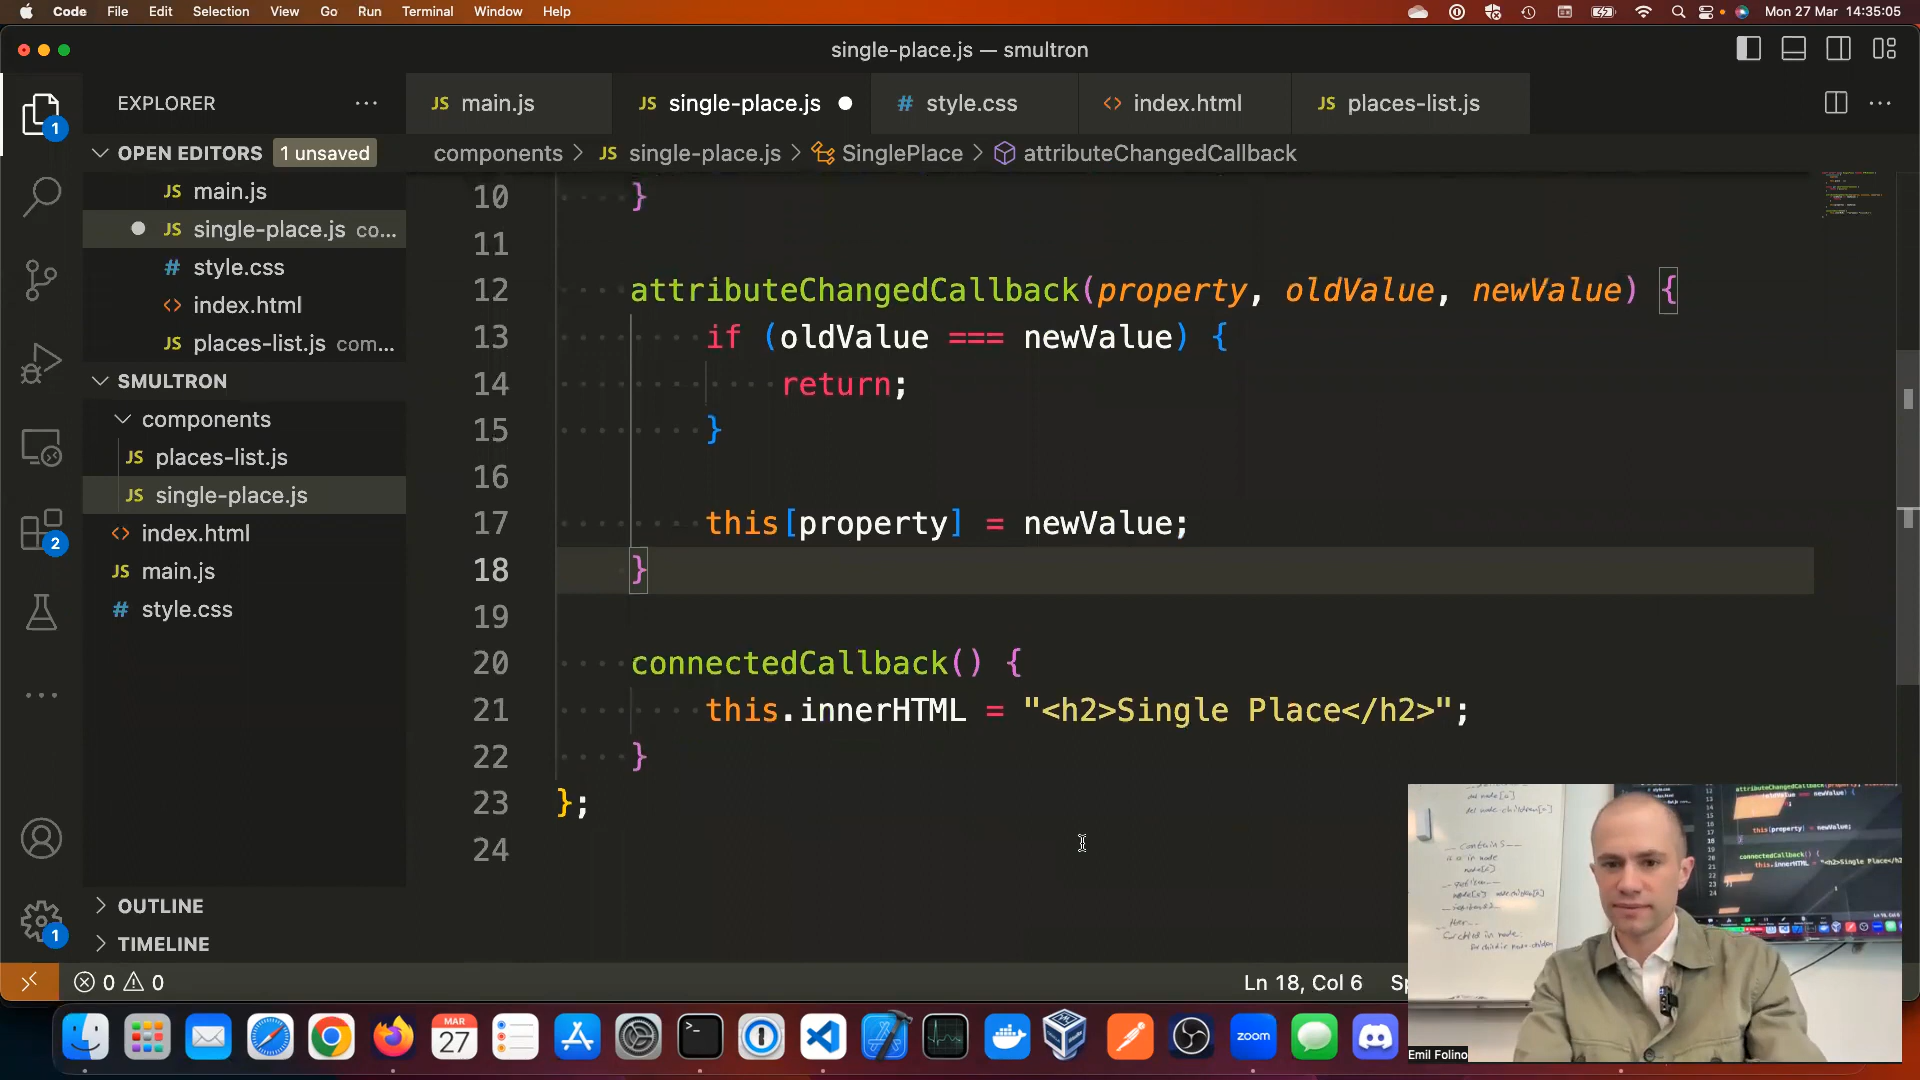 Code File Edit Selection View Go Run Terminal Window Help
Mon 27 Mar 14:35:05
single-place.js — smultron
EXPLORER
1
OPEN EDITORS 1 unsaved
JS main.js
JS single-place.js co...
# style.css
<> index.html
JS places-list.js com...
SMULTRON
components
JS places-list.js
JS single-place.js
<> index.html
JS main.js
# style.css
2
1
OUTLINE
TIMELINE
JS main.js
JS single-place.js
# style.css
<> index.html
JS places-list.js
components > JS single-place.js > SinglePlace > attributeChangedCallback
10 }
11
12 attributeChangedCallback(property, oldValue, newValue) {
13 if (oldValue === newValue) {
14 return;
15 }
16
17 this[property] = newValue;
18 }
19
20 connectedCallback() {
21 this.innerHTML = "<h2>Single Place</h2>";
22 }
23 };
24
0 0
Ln 18, Col 6 Sp
MAR
27
zoom
Emil Folino